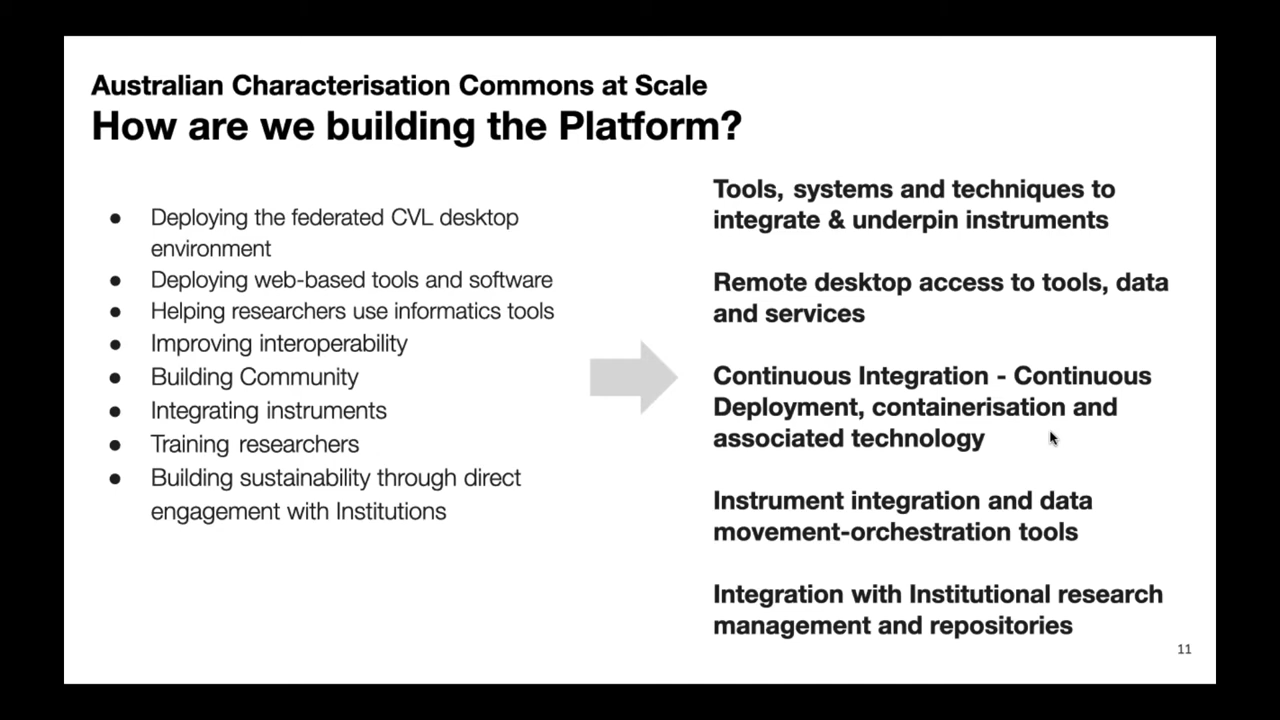 Australian Characterisation Commons at Scale
How are we building the Platform?
● Deploying the federated CVL desktop
environment
● Deploying web-based tools and software
● Helping researchers use informatics tools
● Improving interoperability
● Building Community
● Integrating instruments
● Training researchers
● Building sustainability through direct
engagement with Institutions
Tools, systems and techniques to
integrate & underpin instruments
Remote desktop access to tools, data
and services
Continuous Integration - Continuous
Deployment, containerisation and
associated technology
Instrument integration and data
movement-orchestration tools
Integration with Institutional research
management and repositories
11